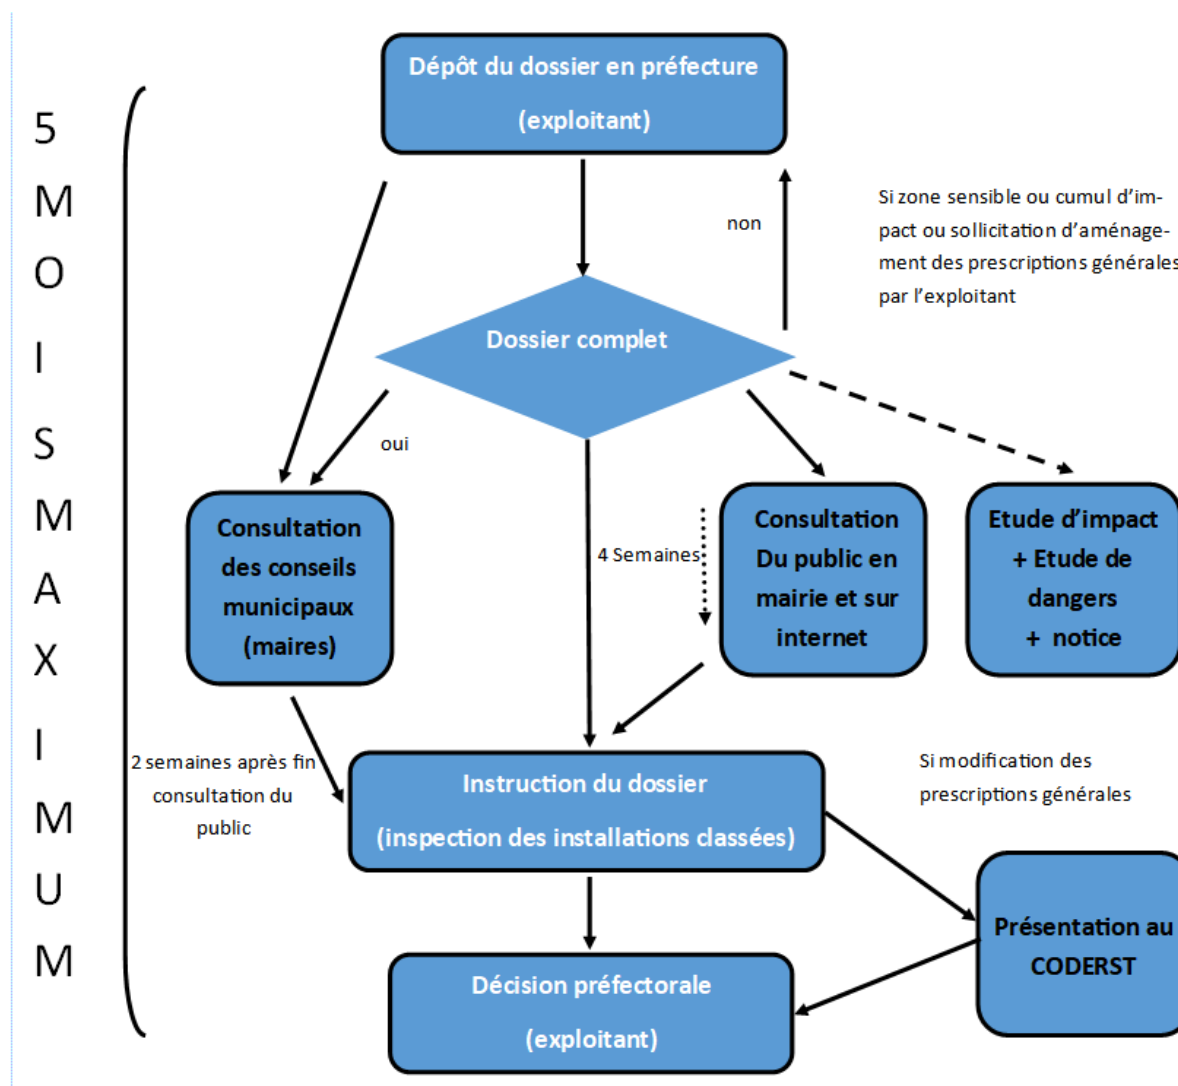 Dépôt du dossier en préfecture
(exploitant)
5
M
O
I
S
M
A
X
I
M
U
M
non
Si zone sensible ou cumul d’im-
pact ou sollicitation d’aménage-
ment des prescriptions générales
par l’exploitant
Dossier complet
oui
Consultation
des conseils
municipaux
(maires)
4 Semaines
Consultation
Du public en
mairie et sur
internet
Etude d’impact
+ Etude de
dangers
+ notice
2 semaines après fin
consultation du
public
Instruction du dossier
(inspection des installations classées)
Si modification des
prescriptions générales
Présentation au
CODERST
Décision préfectorale
(exploitant)